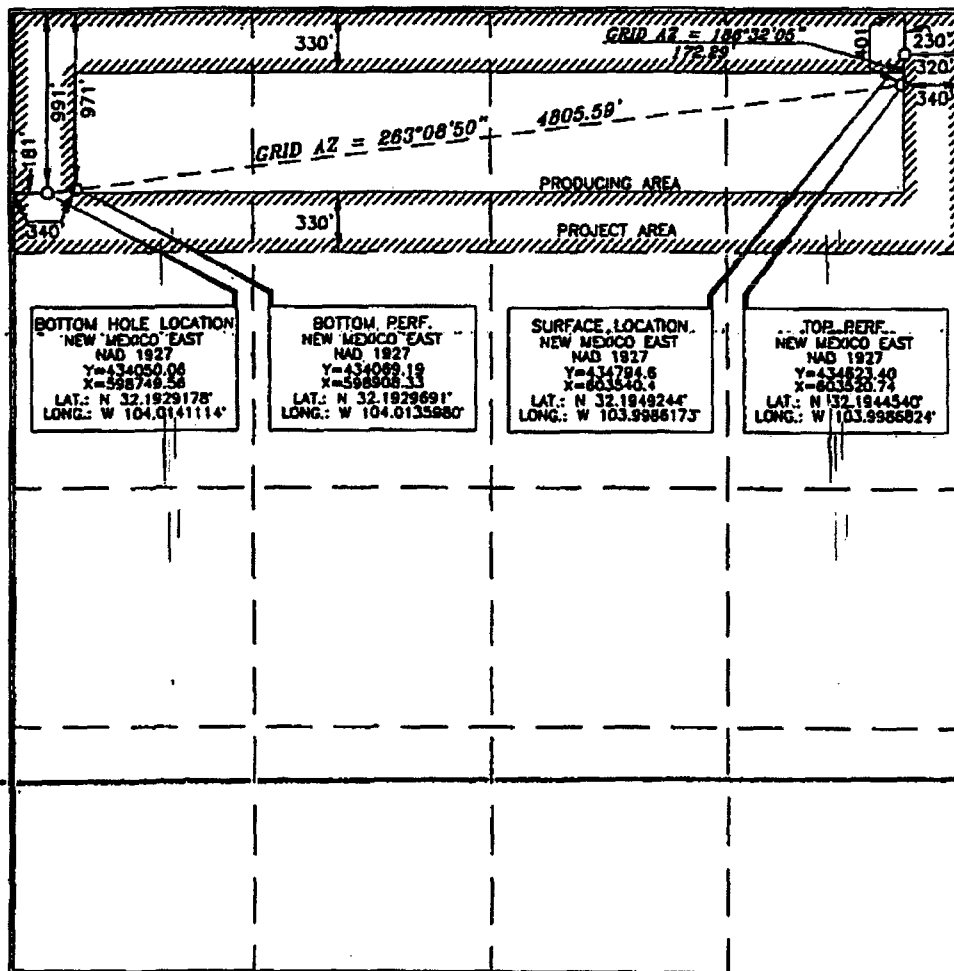 330'
GRID AZ = 186°32'05"
172.29'
401'
230'
320'
340'
991'
971'
181'
340'
GRID AZ = 263°08'50" 4805.59'
PRODUCING AREA
330'
PROJECT AREA
BOTTOM HOLE LOCATION
NEW MEXICO EAST
NAD 1927
Y=434050.06
X=598749.56
LAT.: N 32.1929178°
LONG.: W 104.0141114°
BOTTOM PERF.
NEW MEXICO EAST
NAD 1927
Y=434069.19
X=598908.33
LAT.: N 32.1929691°
LONG.: W 104.0135980°
SURFACE LOCATION
NEW MEXICO EAST
NAD 1927
Y=434794.6
X=603540.4
LAT.: N 32.1949244°
LONG.: W 103.9986173°
TOP PERF.
NEW MEXICO EAST
NAD 1927
Y=434623.40
X=603520.74
LAT.: N 32.1944540°
LONG.: W 103.9986824°